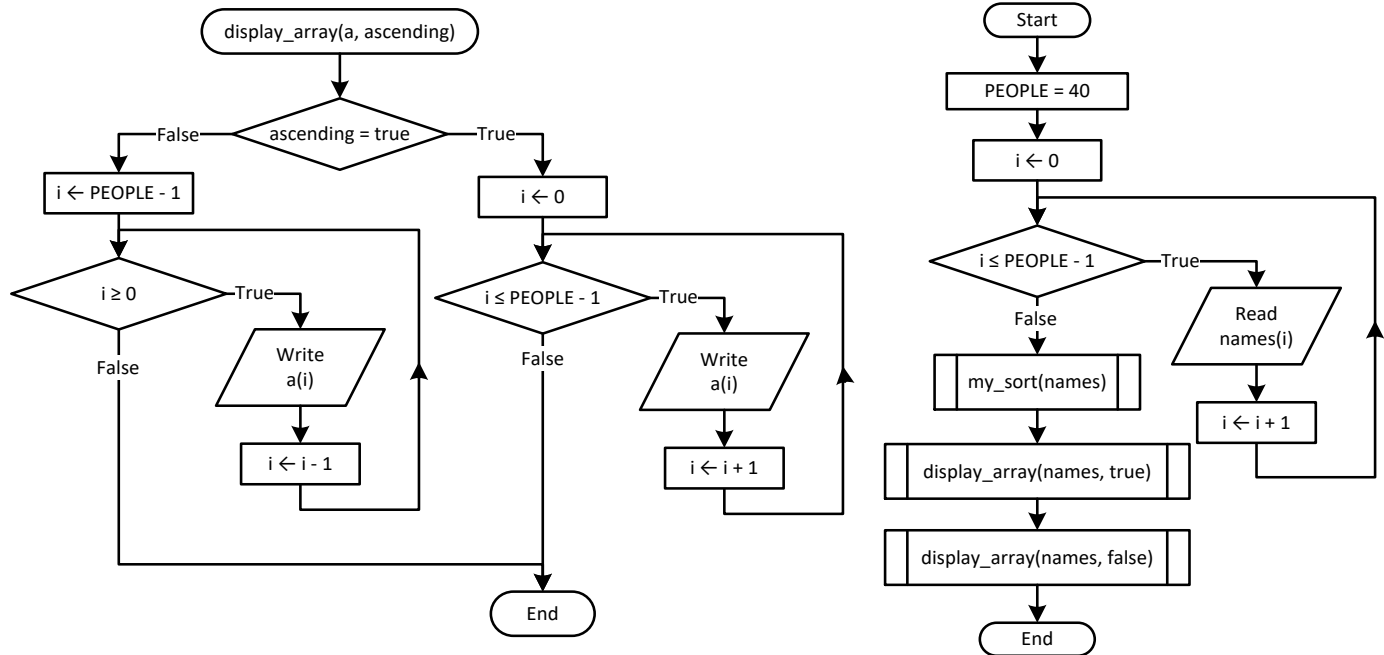 display_array(a, ascending)
ascending = true
False
True
i ← PEOPLE - 1
i ≥ 0
True
False
Write
a(i)
i ← i - 1
i ← 0
i ≤ PEOPLE - 1
True
False
Write
a(i)
i ← i + 1
End
Start
PEOPLE = 40
i ← 0
i ≤ PEOPLE - 1
True
Read
names(i)
i ← i + 1
False
my_sort(names)
display_array(names, true)
display_array(names, false)
End